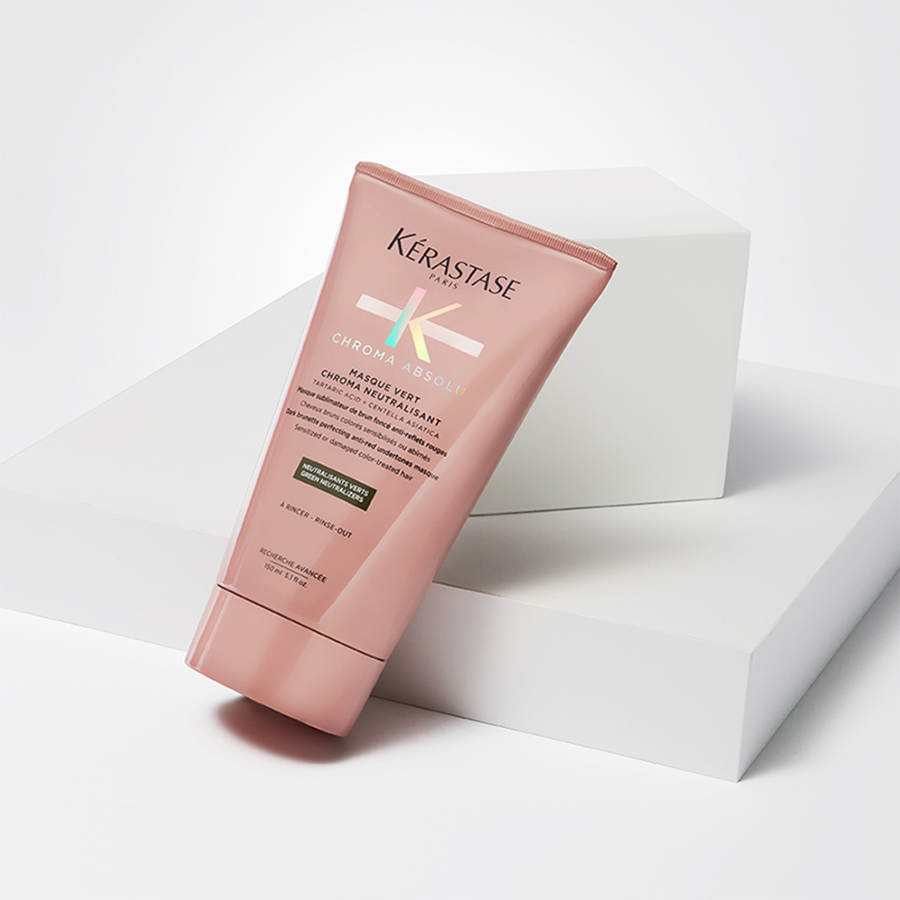 KÉRASTASE
PARIS
K
CHROMA ABSOLU
MASQUE VERT
CHROMA NEUTRALISANT
TARTARIC ACID + CENTELLA ASIATICA
Masque sublimateur de brun foncé anti-reflets rouges
Cheveux bruns colorés sensibilisés ou abîmés
Dark brunette perfecting anti-red undertones masque
Sensitized or damaged color-treated hair
NEUTRALISANTS VERTS
GREEN NEUTRALIZERS
À RINCER - RINSE-OUT
RECHERCHE AVANCÉE
150 ml 5.1 fl.oz.